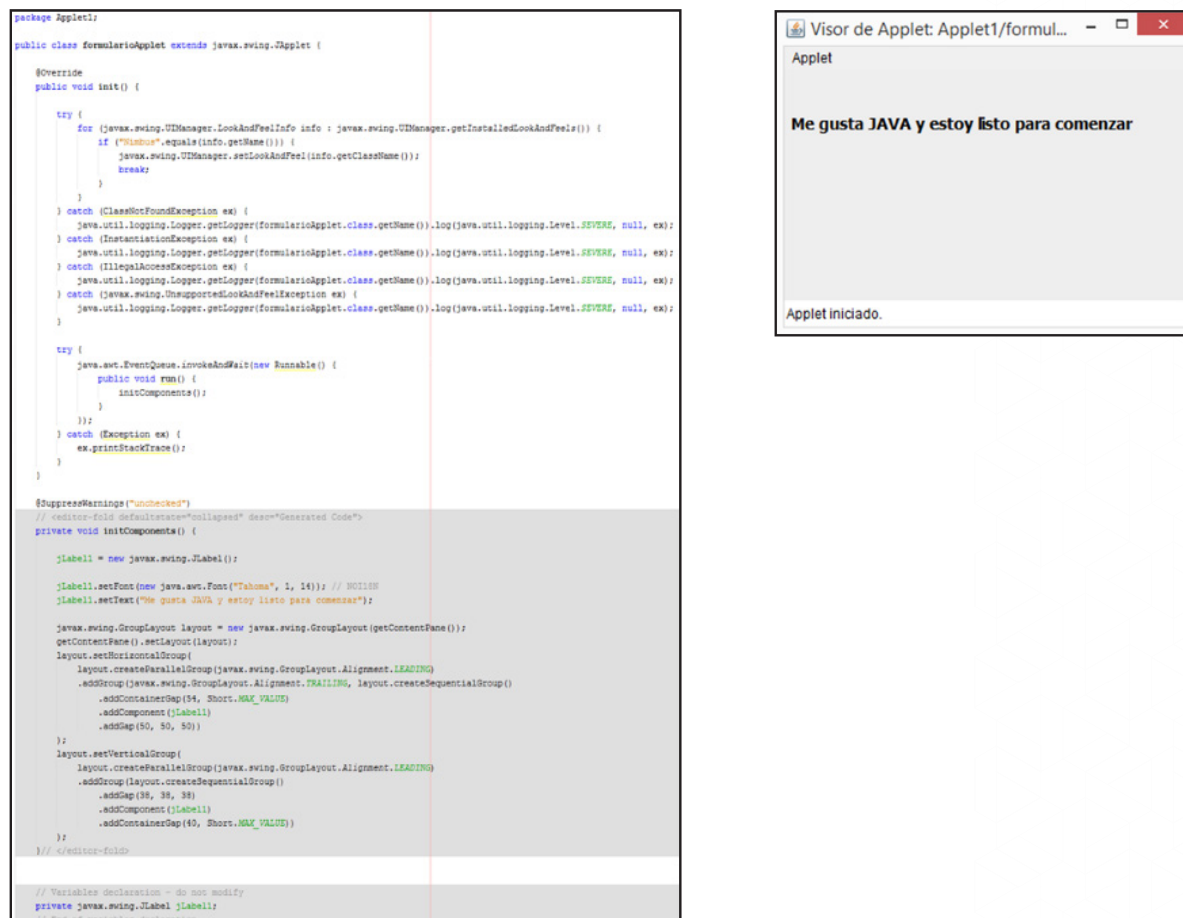 package Applet1;
public class formularioApplet extends javax.swing.JApplet {
@Override
public void init() {
try {
for (javax.swing.UIManager.LookAndFeelInfo info : javax.swing.UIManager.getInstalledLookAndFeels()) {
if ("Nimbus".equals(info.getName())) {
javax.swing.UIManager.setLookAndFeel(info.getClassName());
break;
}
}
} catch (ClassNotFoundException ex) {
java.util.logging.Logger.getLogger(formularioApplet.class.getName()).log(java.util.logging.Level.SEVERE, null, ex);
} catch (InstantiationException ex) {
java.util.logging.Logger.getLogger(formularioApplet.class.getName()).log(java.util.logging.Level.SEVERE, null, ex);
} catch (IllegalAccessException ex) {
java.util.logging.Logger.getLogger(formularioApplet.class.getName()).log(java.util.logging.Level.SEVERE, null, ex);
} catch (javax.swing.UnsupportedLookAndFeelException ex) {
java.util.logging.Logger.getLogger(formularioApplet.class.getName()).log(java.util.logging.Level.SEVERE, null, ex);
}
try {
java.awt.EventQueue.invokeAndWait(new Runnable() {
public void run() {
initComponents();
}
});
} catch (Exception ex) {
ex.printStackTrace();
}
}
@SuppressWarnings("unchecked")
// <editor-fold defaultstate="collapsed" desc="Generated Code">
private void initComponents() {
jLabel1 = new javax.swing.JLabel();
jLabel1.setFont(new java.awt.Font("Tahoma", 1, 14)); // NOI18N
jLabel1.setText("Me gusta JAVA y estoy listo para comenzar");
javax.swing.GroupLayout layout = new javax.swing.GroupLayout(getContentPane());
getContentPane().setLayout(layout);
layout.setHorizontalGroup(
layout.createParallelGroup(javax.swing.GroupLayout.Alignment.LEADING)
.addGroup(javax.swing.GroupLayout.Alignment.TRAILING, layout.createSequentialGroup()
.addContainerGap(54, Short.MAX_VALUE)
.addComponent(jLabel1)
.addGap(50, 50, 50))
);
layout.setVerticalGroup(
layout.createParallelGroup(javax.swing.GroupLayout.Alignment.LEADING)
.addGroup(layout.createSequentialGroup()
.addGap(38, 38, 38)
.addComponent(jLabel1)
.addContainerGap(40, Short.MAX_VALUE))
);
}// </editor-fold>
// Variables declaration - do not modify
private javax.swing.JLabel jLabel1;
Visor de Applet: Applet1/formul...
Applet
Me gusta JAVA y estoy listo para comenzar
Applet iniciado.